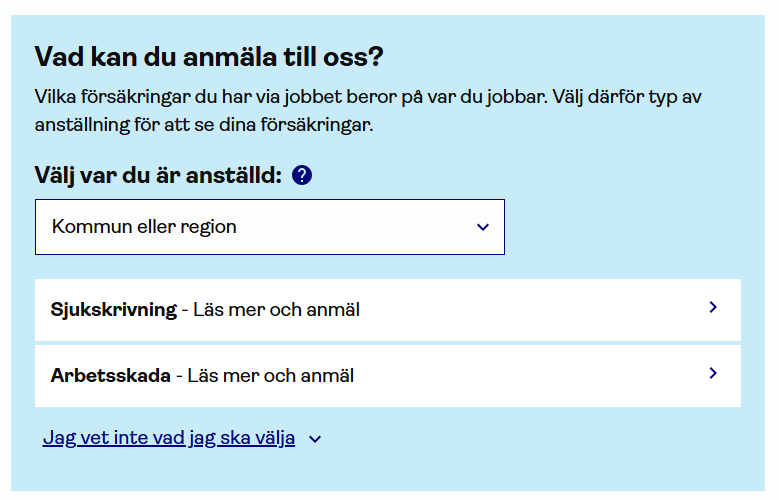 Vad kan du anmäla till oss?
Vilka försäkringar du har via jobbet beror på var du jobbar. Välj därför typ av
anställning för att se dina försäkringar.
Välj var du är anställd: ?
Kommun eller region
Sjukskrivning - Läs mer och anmäl
Arbetsskada - Läs mer och anmäl
Jag vet inte vad jag ska välja